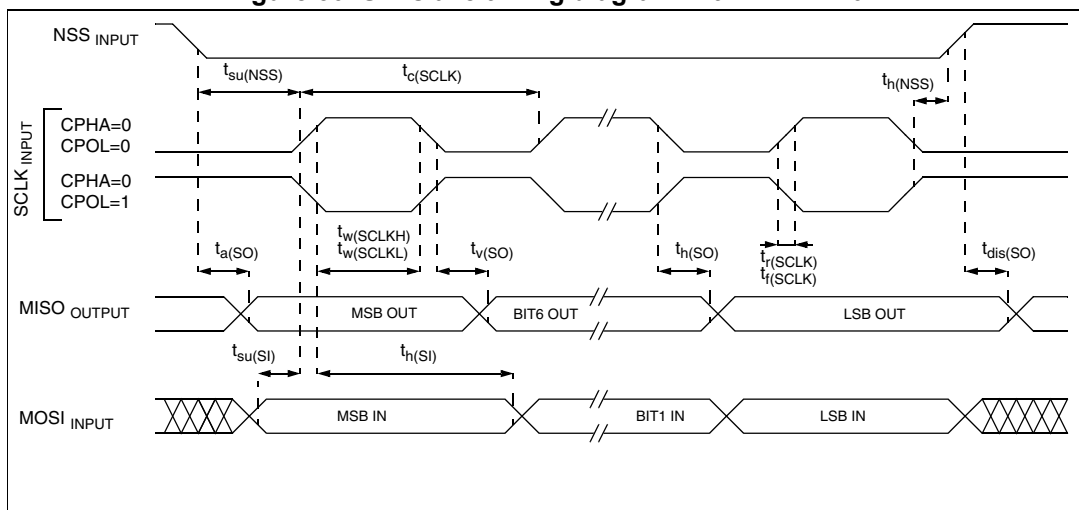 NSS INPUT
tsu(NSS)
tc(SCLK)
th(NSS)
SCLK INPUT
CPHA=0
CPOL=0
CPHA=0
CPOL=1
tw(SCLKH)
tw(SCLKL)
ta(SO)
tv(SO)
th(SO)
tr(SCLK)
tf(SCLK)
tdis(SO)
MISO OUTPUT
MSB OUT
BIT6 OUT
LSB OUT
tsu(SI)
th(SI)
MOSI INPUT
MSB IN
BIT1 IN
LSB IN